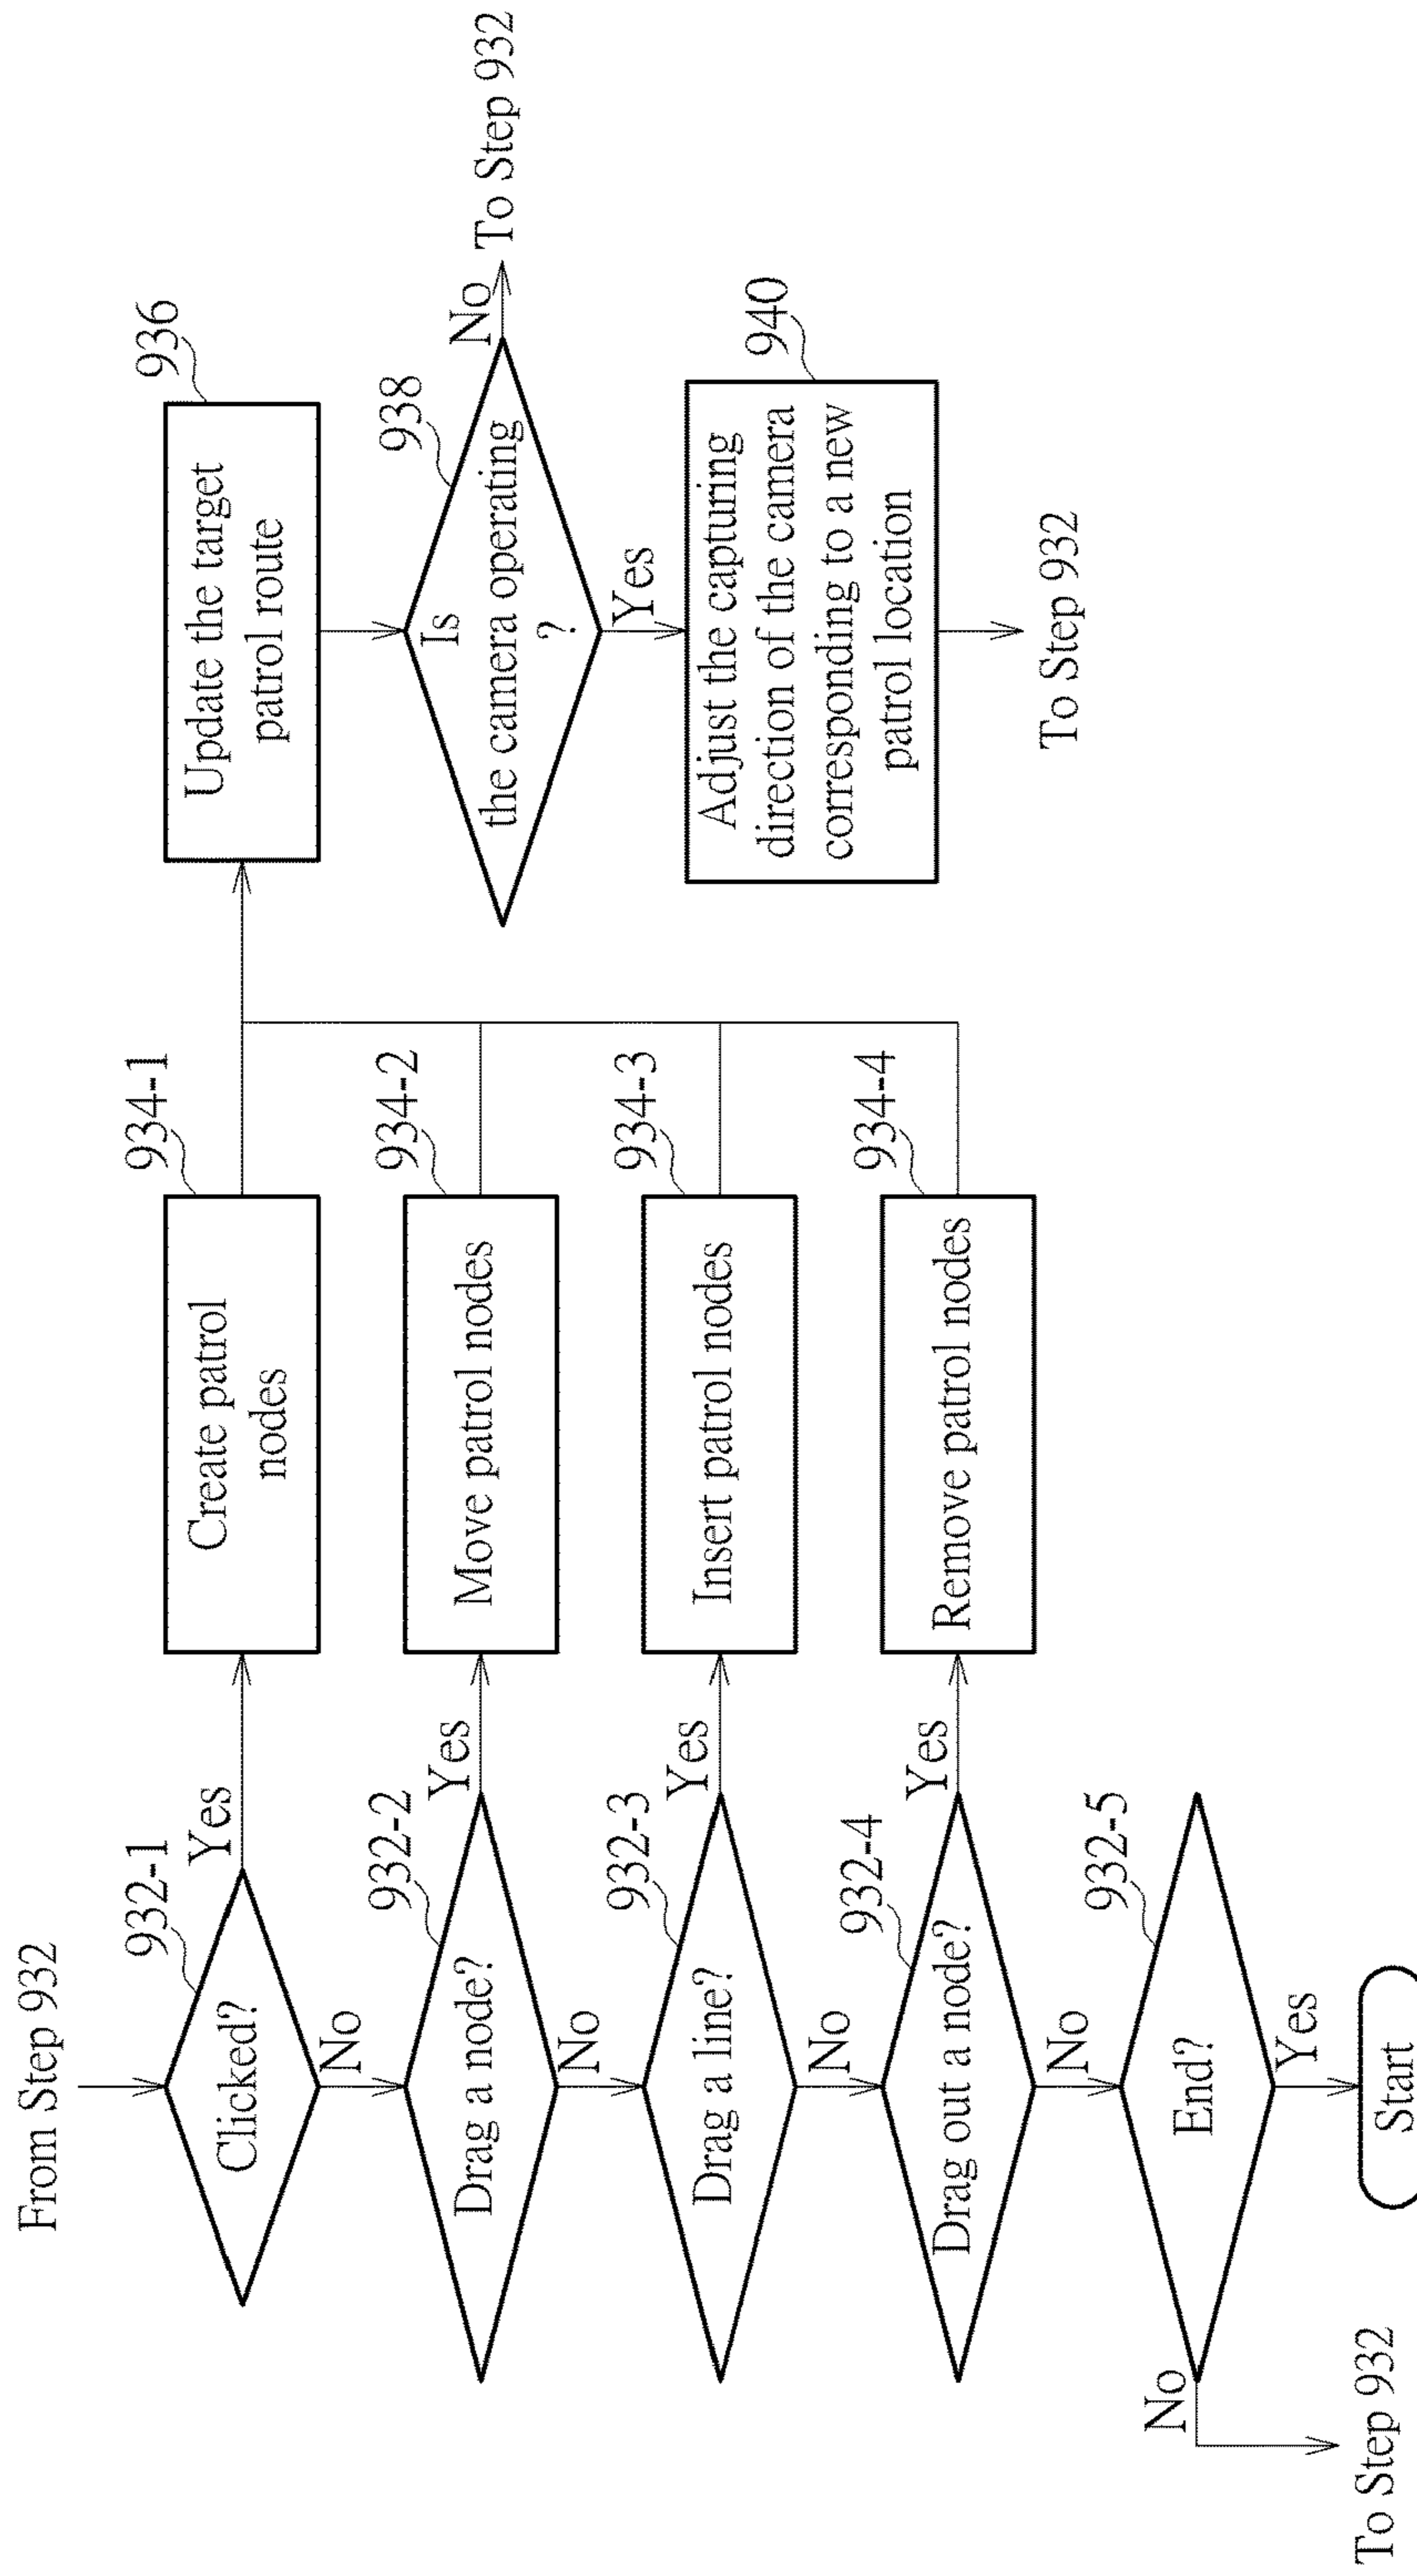 From Step 932
932-1
Clicked?
Yes
No
934-1
Create patrol
nodes
936
Update the target
patrol route
932-2
Drag a node?
Yes
No
934-2
Move patrol nodes
938
Is
the camera operating
?
No
To Step 932
Yes
932-3
Drag a line?
Yes
No
934-3
Insert patrol nodes
940
Adjust the capturing
direction of the camera
corresponding to a new
patrol location
To Step 932
932-4
Drag out a node?
Yes
No
934-4
Remove patrol nodes
932-5
End?
No
To Step 932
Yes
Start